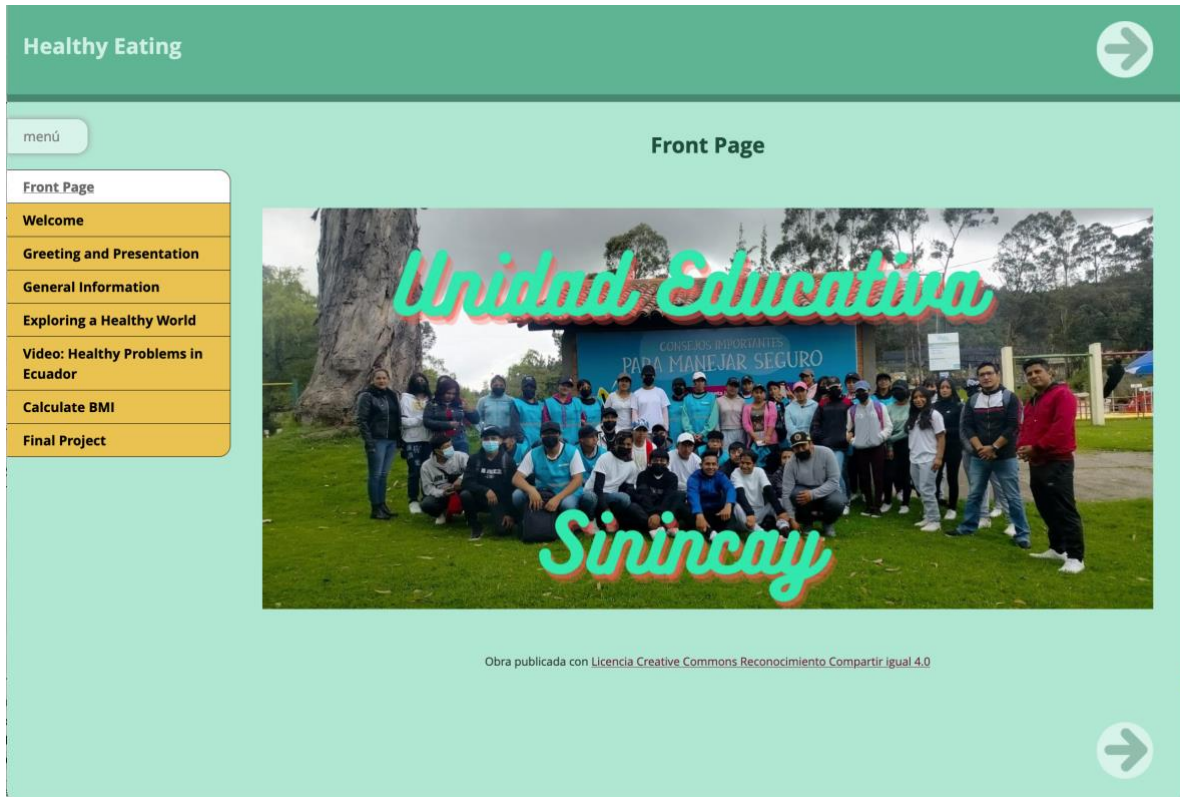 Healthy Eating
menú
Front Page
Front Page
Welcome
Greeting and Presentation
General Information
Exploring a Healthy World
Video: Healthy Problems in
Ecuador
Calculate BMI
Final Project
Unidad Educativa
CONSEJOS IMPORTANTES
PARA MANEJAR SEGURO
Sinincay
Obra publicada con Licencia Creative Commons Reconocimiento Compartir igual 4.0